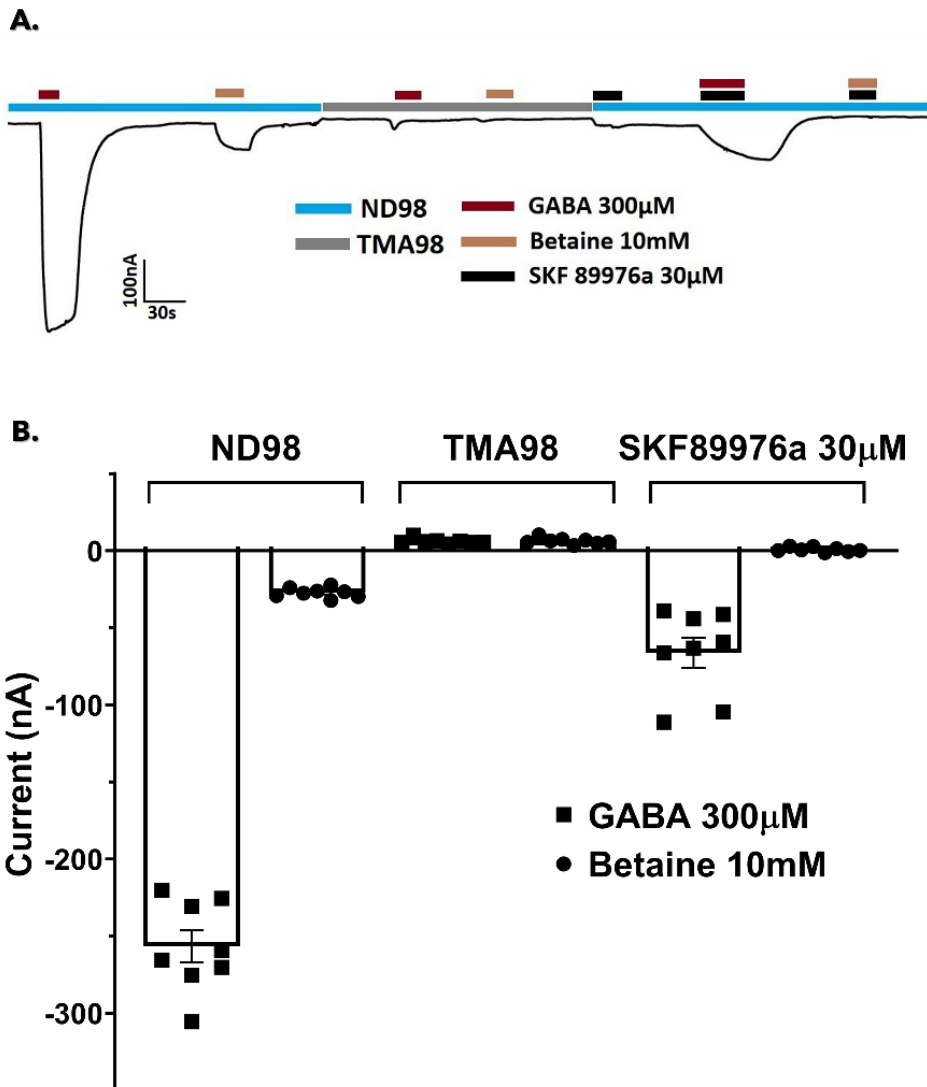 A.
ND98 GABA 300μM
TMA98 Betaine 10mM
SKF 89976a 30μM
100nA
30s
B.
ND98 TMA98 SKF89976a 30μM
0
-100
-200
-300
Current (nA)
GABA 300μM
Betaine 10mM